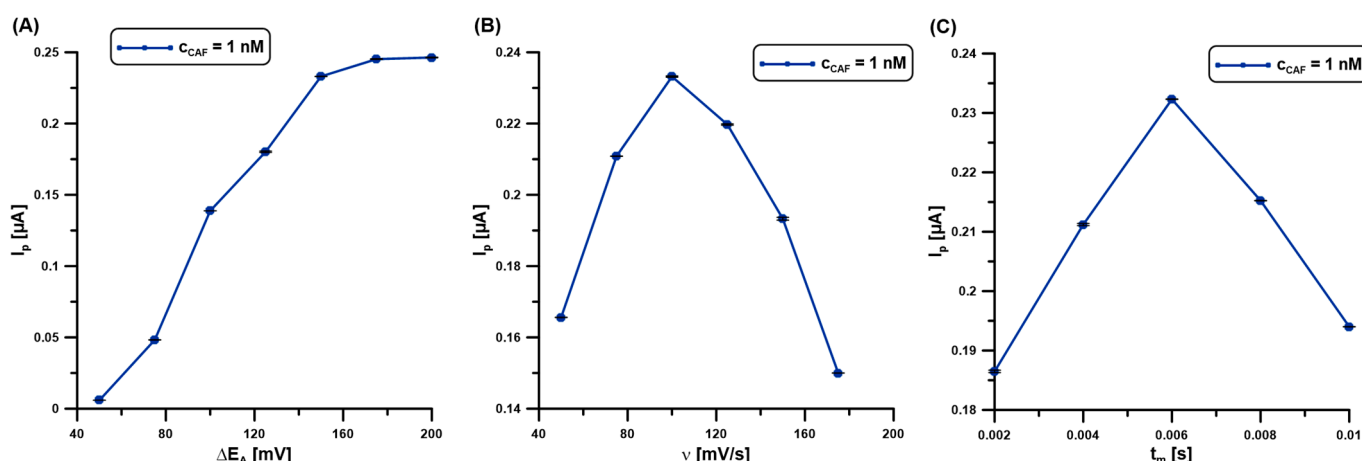 (A)
c_CAF = 1 nM
I_p [µA]
0.25
0.2
0.15
0.1
0.05
0
40
80
120
160
200
ΔE_A [mV]
(B)
c_CAF = 1 nM
I_p [µA]
0.24
0.22
0.2
0.18
0.16
0.14
40
80
120
160
200
ν [mV/s]
(C)
c_CAF = 1 nM
I_p [µA]
0.24
0.23
0.22
0.21
0.2
0.19
0.18
0.002
0.004
0.006
0.008
0.01
t_m [s]